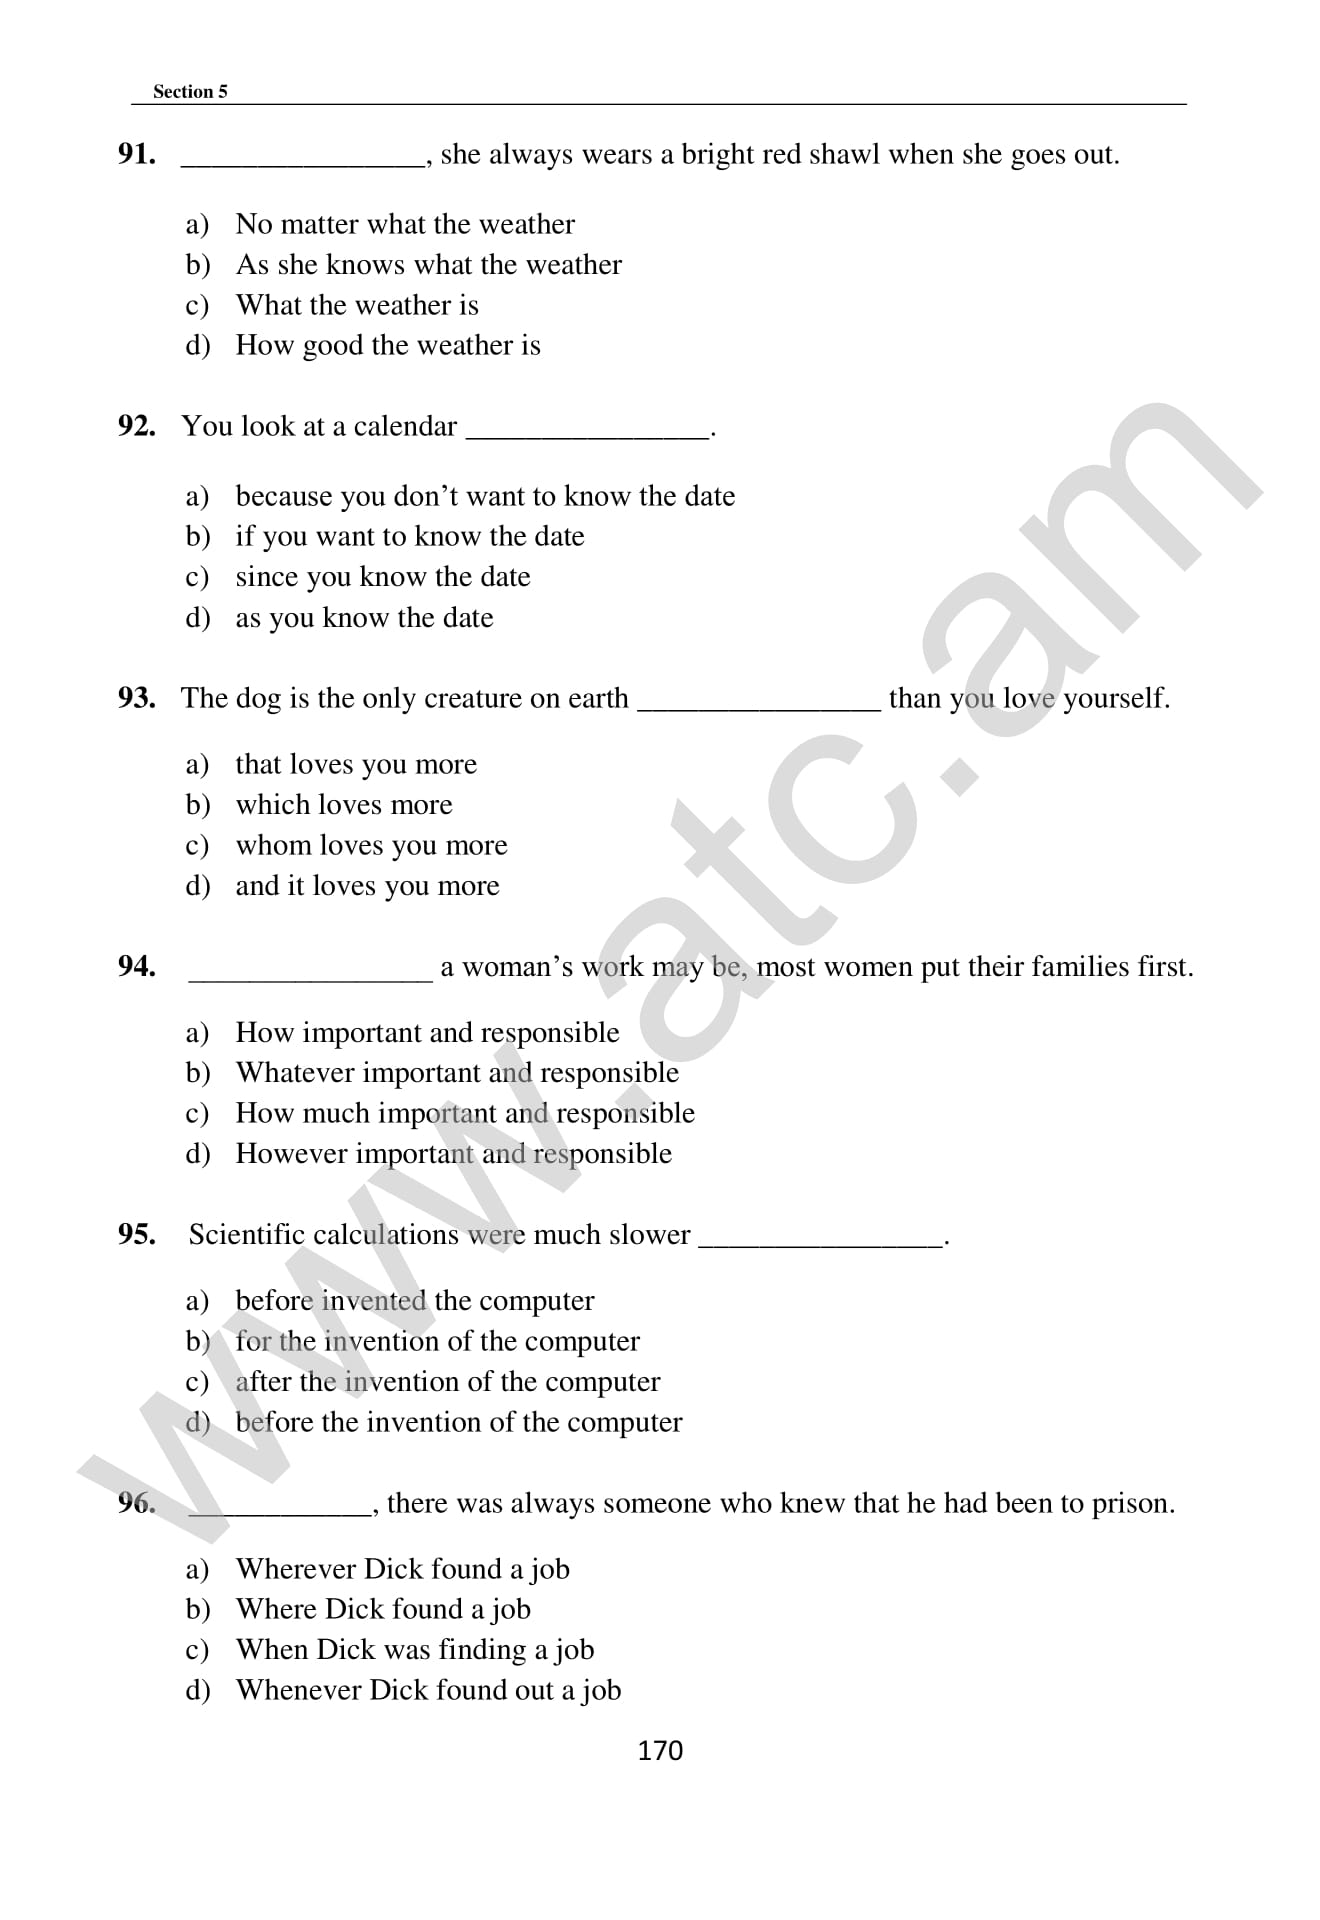 Section 5
91. ________________, she always wears a bright red shawl when she goes out.
a) No matter what the weather
b) As she knows what the weather
c) What the weather is
d) How good the weather is
92. You look at a calendar ________________.
a) because you don’t want to know the date
b) if you want to know the date
c) since you know the date
d) as you know the date
93. The dog is the only creature on earth ________________ than you love yourself.
a) that loves you more
b) which loves more
c) whom loves you more
d) and it loves you more
94. ________________ a woman’s work may be, most women put their families first.
a) How important and responsible
b) Whatever important and responsible
c) How much important and responsible
d) However important and responsible
95. Scientific calculations were much slower ________________.
a) before invented the computer
b) for the invention of the computer
c) after the invention of the computer
d) before the invention of the computer
96. ____________, there was always someone who knew that he had been to prison.
a) Wherever Dick found a job
b) Where Dick found a job
c) When Dick was finding a job
d) Whenever Dick found out a job
170
www.atc.am